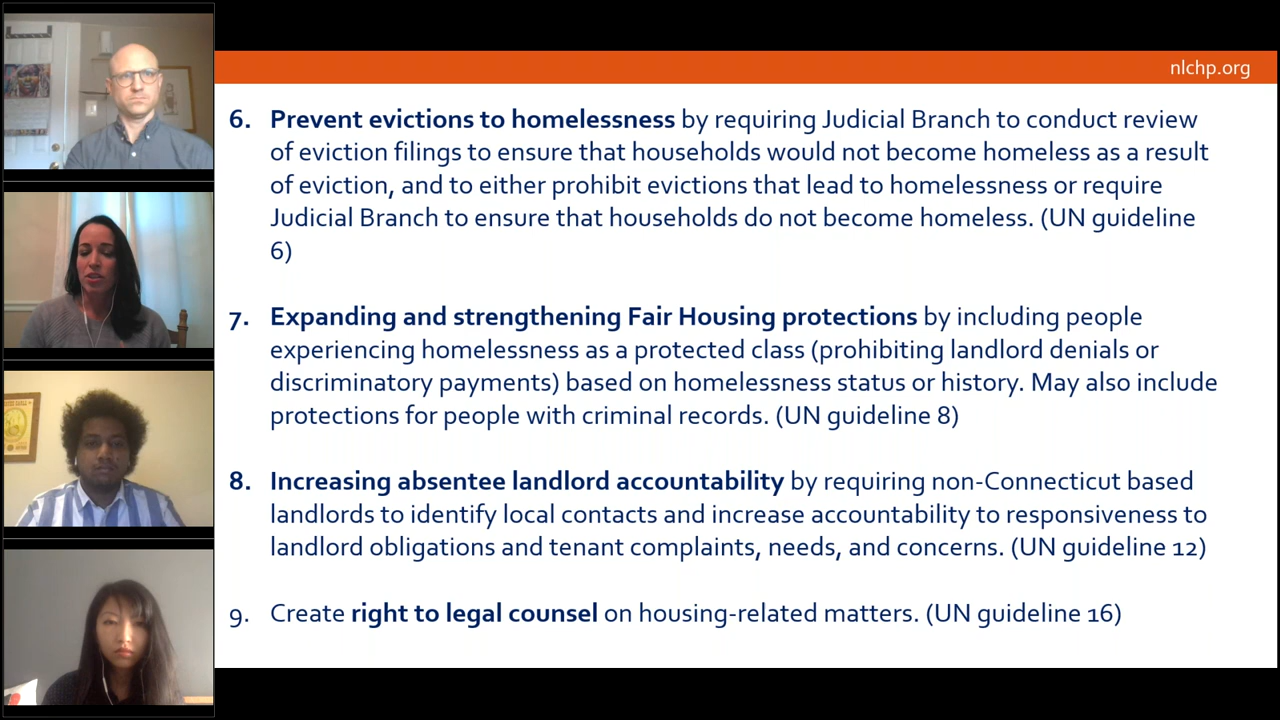 nlchp.org
6. Prevent evictions to homelessness by requiring Judicial Branch to conduct review
of eviction filings to ensure that households would not become homeless as a result
of eviction, and to either prohibit evictions that lead to homelessness or require
Judicial Branch to ensure that households do not become homeless. (UN guideline
6)
7. Expanding and strengthening Fair Housing protections by including people
experiencing homelessness as a protected class (prohibiting landlord denials or
discriminatory payments) based on homelessness status or history. May also include
protections for people with criminal records. (UN guideline 8)
8. Increasing absentee landlord accountability by requiring non-Connecticut based
landlords to identify local contacts and increase accountability to responsiveness to
landlord obligations and tenant complaints, needs, and concerns. (UN guideline 12)
9. Create right to legal counsel on housing-related matters. (UN guideline 16)